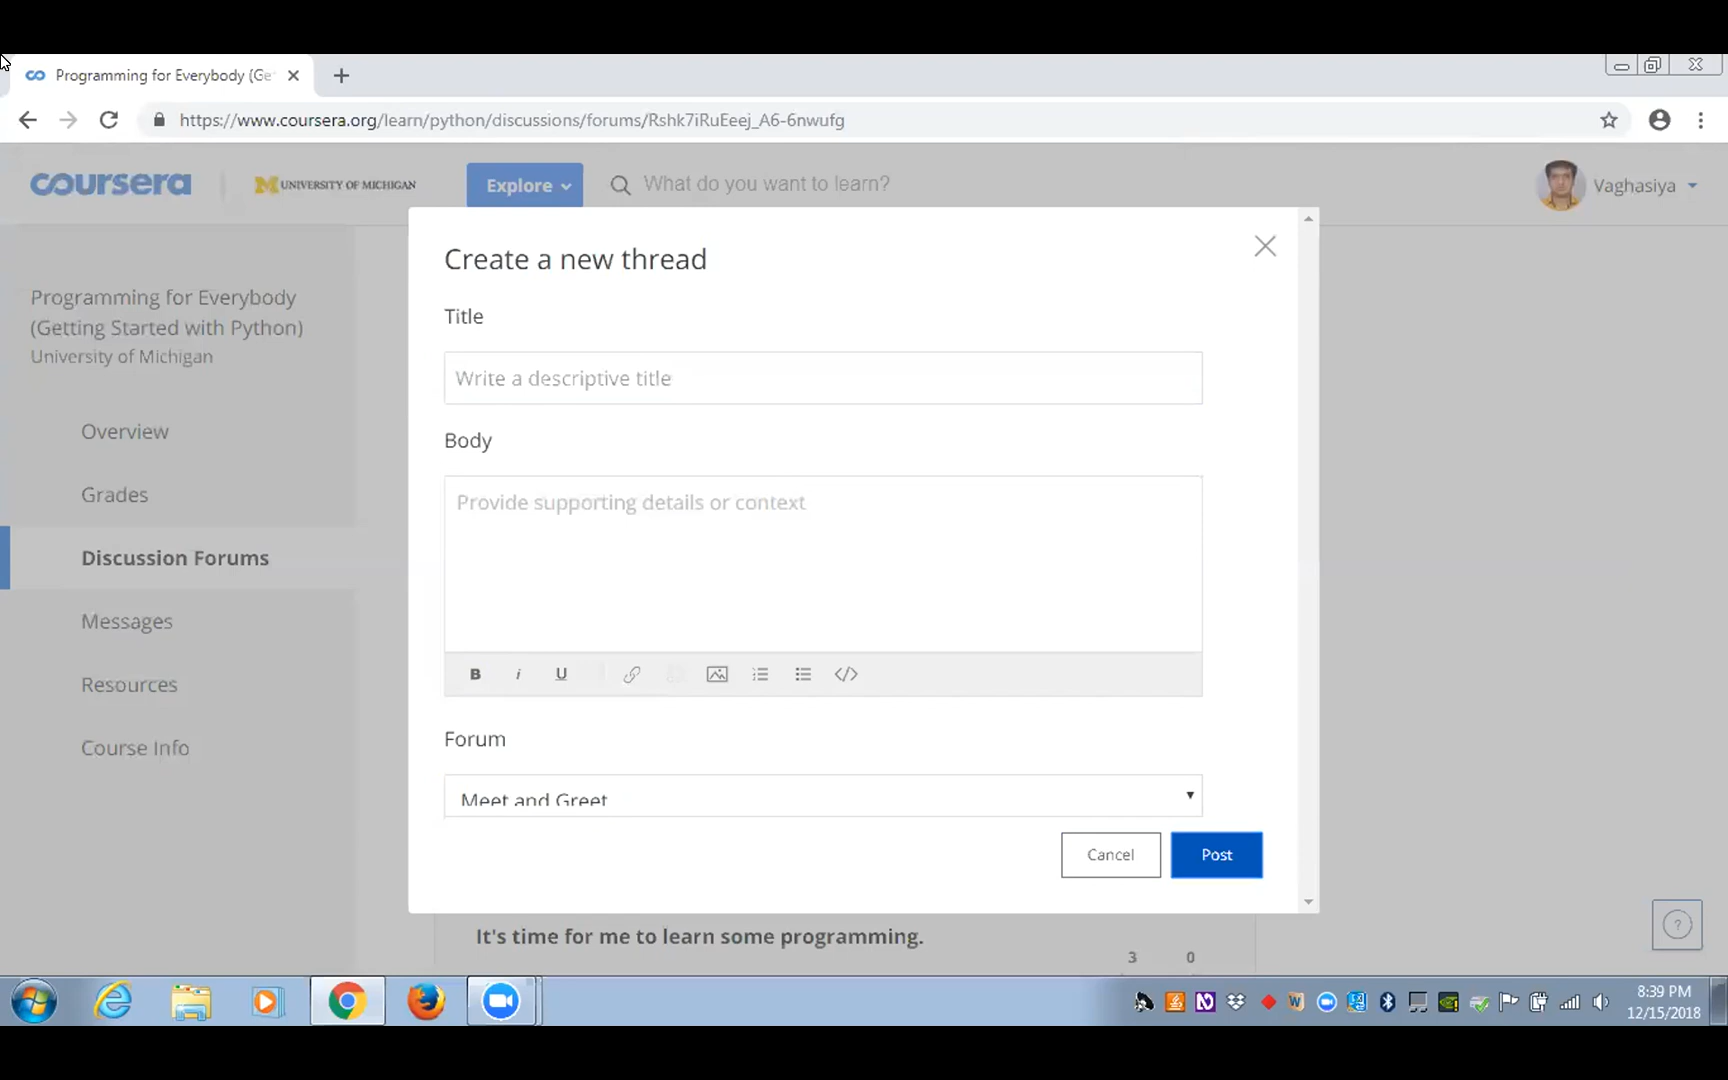 Programming for Everybody (Ge
https://www.coursera.org/learn/python/discussions/forums/Rshk7iRuEeej_A6-6nwufg
coursera
UNIVERSITY OF MICHIGAN
Explore
What do you want to learn?
Vaghasiya
Programming for Everybody
(Getting Started with Python)
University of Michigan
Overview
Grades
Discussion Forums
Messages
Resources
Course Info
Create a new thread
Title
Write a descriptive title
Body
Provide supporting details or context
B i U
Forum
Meet and Greet
Cancel
Post
It's time for me to learn some programming.
3 0
?
8:39 PM
12/15/2018